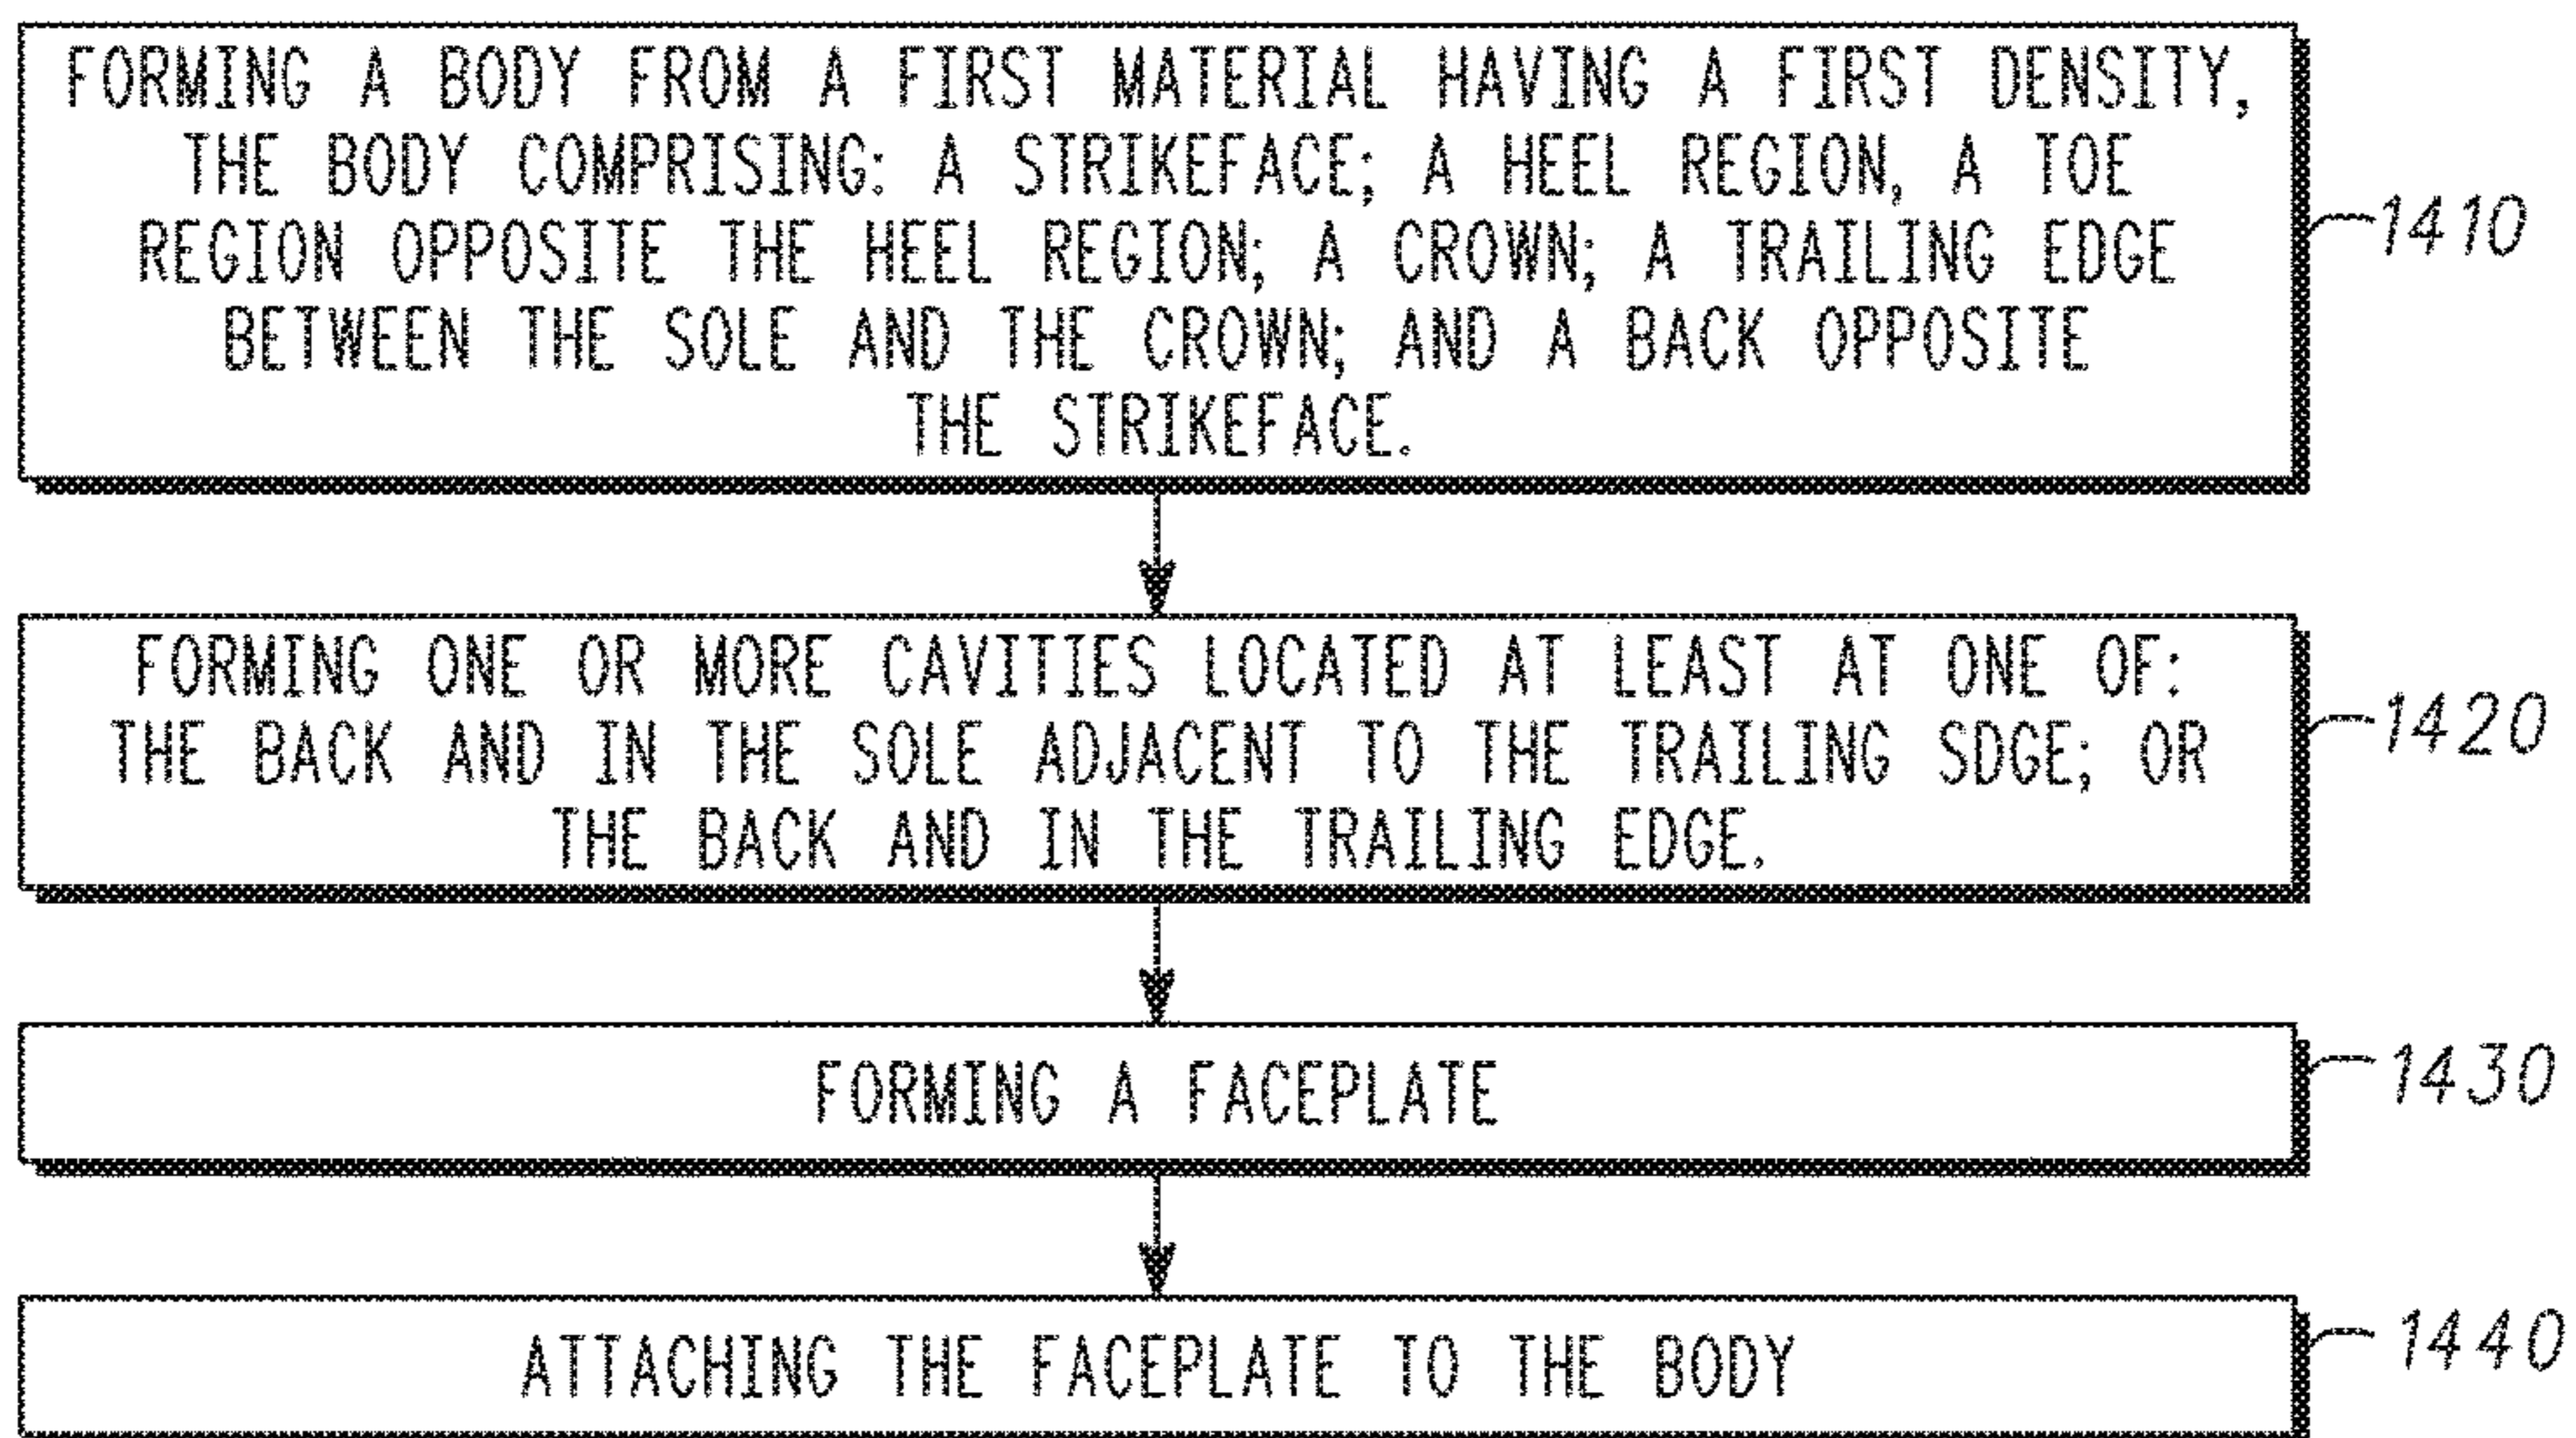 FORMING A BODY FROM A FIRST MATERIAL HAVING A FIRST DENSITY,
THE BODY COMPRISING: A STRIKEFACE; A HEEL REGION, A TOE
REGION OPPOSITE THE HEEL REGION; A CROWN; A TRAILING EDGE
BETWEEN THE SOLE AND THE CROWN; AND A BACK OPPOSITE
THE STRIKEFACE.
1410
FORMING ONE OR MORE CAVITIES LOCATED AT LEAST AT ONE OF:
THE BACK AND IN THE SOLE ADJACENT TO THE TRAILING SDGE; OR
THE BACK AND IN THE TRAILING EDGE.
1420
FORMING A FACEPLATE
1430
ATTACHING THE FACEPLATE TO THE BODY
1440